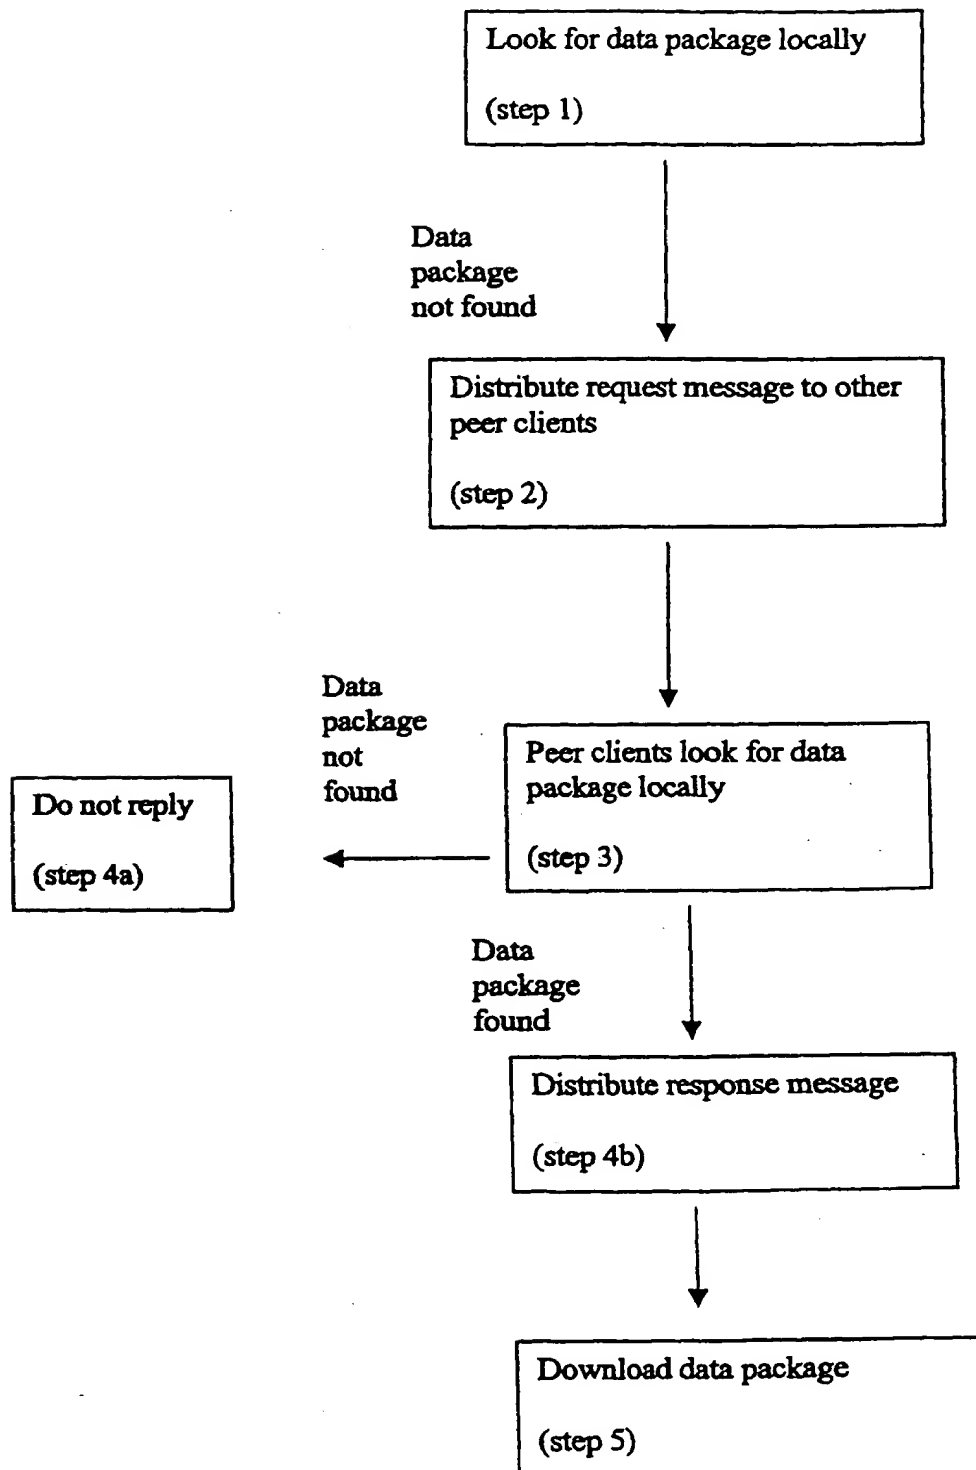 Look for data package locally
(step 1)
Data
package
not found
Distribute request message to other
peer clients
(step 2)
Data
package
not
found
Peer clients look for data
package locally
(step 3)
Do not reply
(step 4a)
Data
package
found
Distribute response message
(step 4b)
Download data package
(step 5)